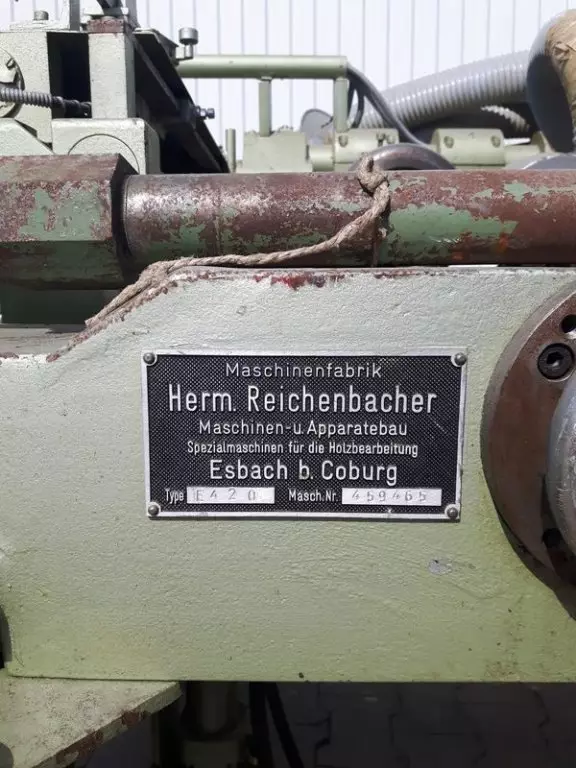 Maschinenfabrik
Herm. Reichenbacher
Maschinen-u. Apparatebau
Spezialmaschinen für die Holzbearbeitung
Esbach b. Coburg
Type E420 Masch.Nr. 459465